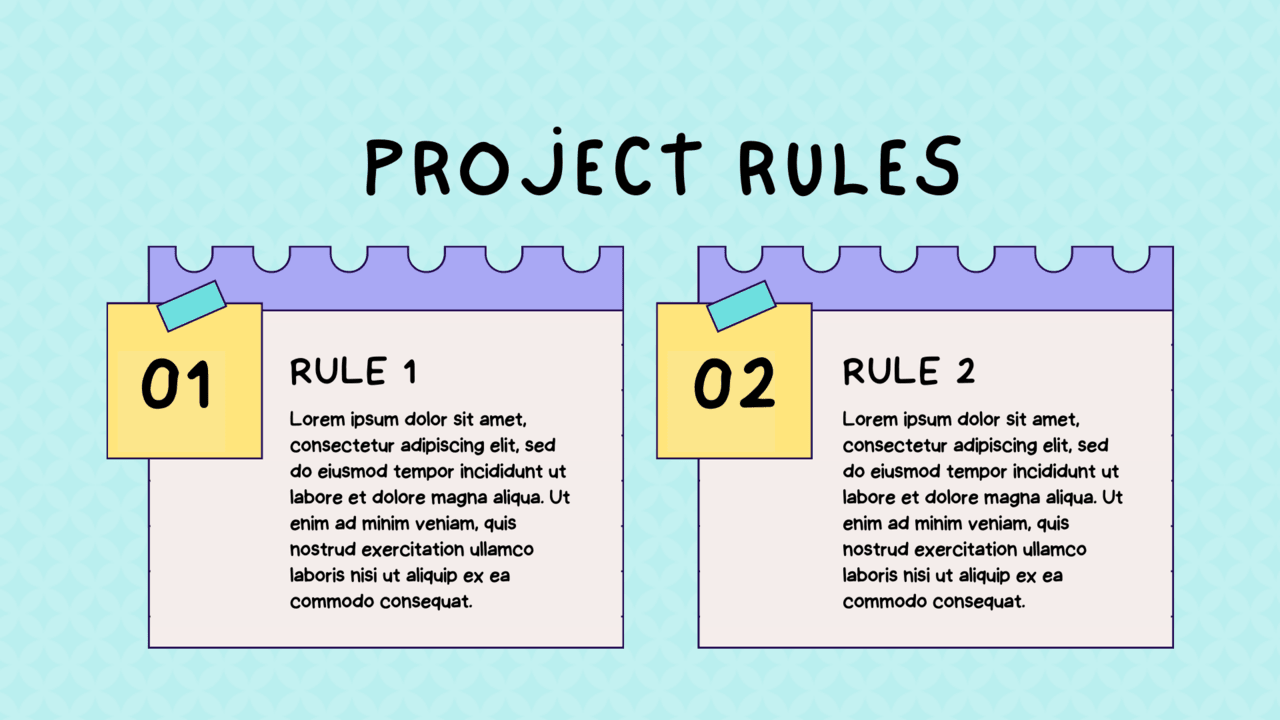 PROJECT RULES
01
RULE 1
Lorem ipsum dolor sit amet,
consectetur adipiscing elit, sed
do eiusmod tempor incididunt ut
labore et dolore magna aliqua. Ut
enim ad minim veniam, quis
nostrud exercitation ullamco
laboris nisi ut aliquip ex ea
commodo consequat.
02
RULE 2
Lorem ipsum dolor sit amet,
consectetur adipiscing elit, sed
do eiusmod tempor incididunt ut
labore et dolore magna aliqua. Ut
enim ad minim veniam, quis
nostrud exercitation ullamco
laboris nisi ut aliquip ex ea
commodo consequat.